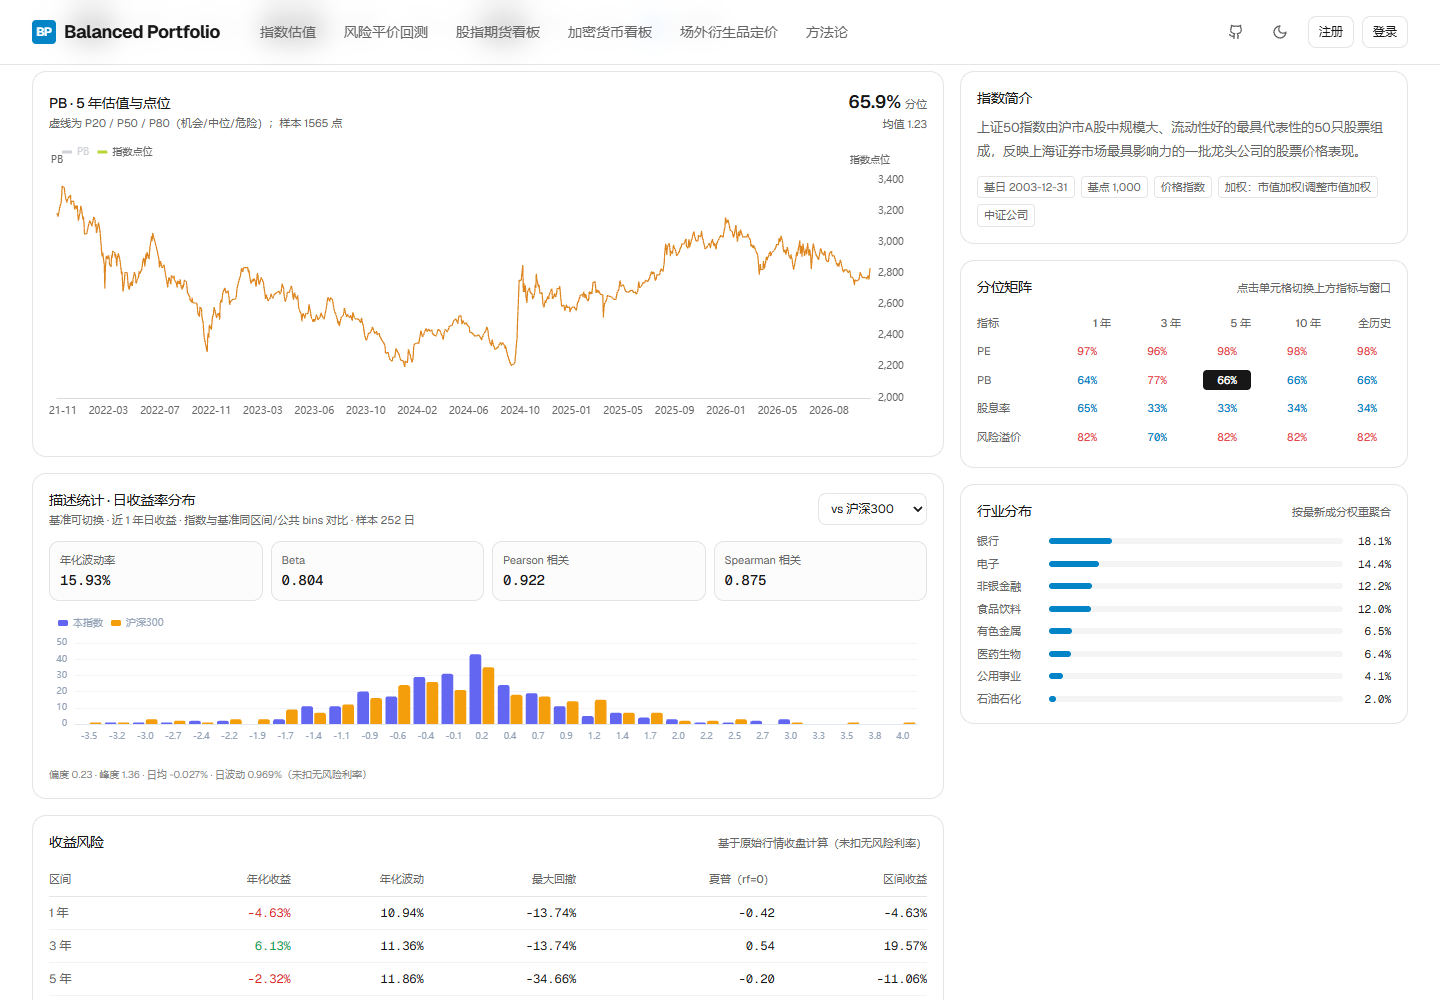 BP Balanced Portfolio 指数估值 风险平价回测 股指期货看板 加密货币看板 场外衍生品定价 方法论 注册 登录
PB · 5 年估值与点位
65.9% 分位
虚线为 P20 / P50 / P80（机会/中位/危险）；样本 1565 点
均值 1.23
PB 指数点位
PB
指数点位
3,400
3,200
3,000
2,800
2,600
2,400
2,200
2,000
21-11 2022-03 2022-07 2022-11 2023-03 2023-06 2023-10 2024-02 2024-06 2024-10 2025-01 2025-05 2025-09 2026-01 2026-05 2026-08
描述统计 · 日收益率分布
基准可切换 · 近 1 年日收益 · 指数与基准同区间/公共 bins 对比 · 样本 252 日
vs 沪深300
年化波动率 Beta Pearson 相关 Spearman 相关
15.93% 0.804 0.922 0.875
本指数 沪深300
50
40
30
20
10
0
-3.5 -3.2 -3.0 -2.7 -2.4 -2.2 -1.9 -1.7 -1.4 -1.1 -0.9 -0.6 -0.4 -0.1 0.2 0.4 0.7 0.9 1.2 1.4 1.7 2.0 2.2 2.5 2.7 3.0 3.3 3.5 3.8 4.0
偏度 0.23 · 峰度 1.36 · 日均 -0.027% · 日波动 0.969%（未扣无风险利率）
收益风险
基于原始行情收盘计算（未扣无风险利率）
区间 年化收益 年化波动 最大回撤 夏普（rf=0） 区间收益
1 年 -4.63% 10.94% -13.74% -0.42 -4.63%
3 年 6.13% 11.36% -13.74% 0.54 19.57%
5 年 -2.32% 11.86% -34.66% -0.20 -11.06%
指数简介
上证50指数由沪市A股中规模大、流动性好的最具代表性的50只股票组
成，反映上海证券市场最具影响力的一批龙头公司的股票价格表现。
基日 2003-12-31 基点 1,000 价格指数 加权：市值加权|调整市值加权
中证公司
分位矩阵
点击单元格切换上方指标与窗口
指标 1 年 3 年 5 年 10 年 全历史
PE 97% 96% 98% 98% 98%
PB 64% 77% 66% 66% 66%
股息率 65% 33% 33% 34% 34%
风险溢价 82% 70% 82% 82% 82%
行业分布
按最新成分权重聚合
银行 18.1%
电子 14.4%
非银金融 12.2%
食品饮料 12.0%
有色金属 6.5%
医药生物 6.4%
公用事业 4.1%
石油石化 2.0%